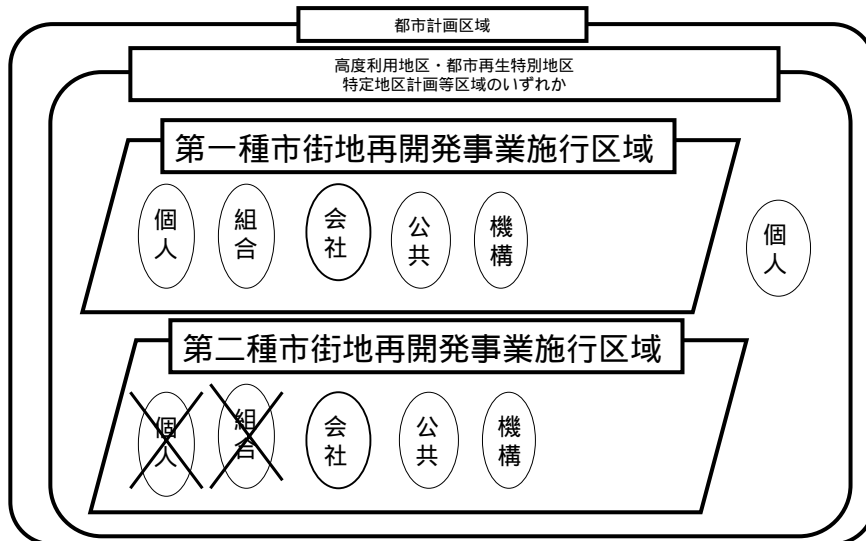 都市計画区域
高度利用地区・都市再生特別地区
特定地区計画等区域のいずれか
第一種市街地再開発事業施行区域
個人
組合
会社
公共
機構
個人
第二種市街地再開発事業施行区域
個人
組合
会社
公共
機構